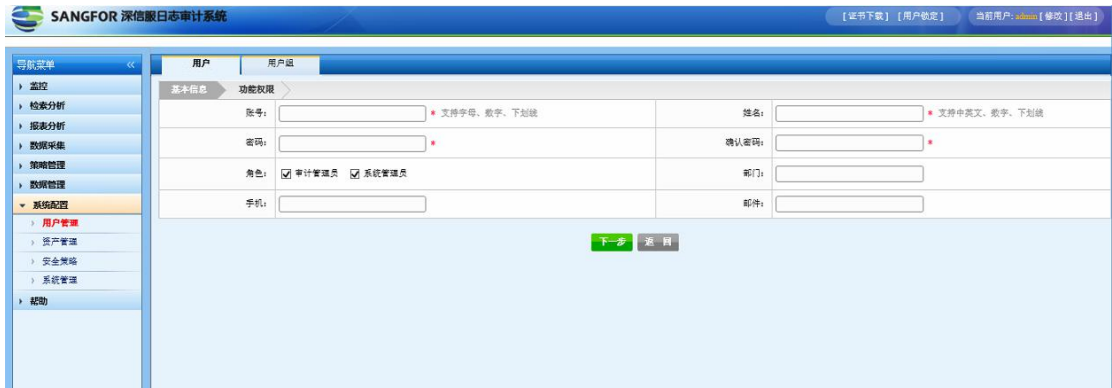 SANGFOR 深信服日志审计系统
[证书下载] [用户锁定] 当前用户: admin [修改] [退出]
导航菜单 «
用户 用户组
监控
检索分析
报表分析
数据采集
策略管理
数据管理
系统配置
用户管理
资产管理
安全策略
系统管理
帮助
基本信息 功能权限
账号: * 支持字母、数字、下划线 姓名: * 支持中英文、数字、下划线
密码: * 确认密码: *
角色: 审计管理员 系统管理员 部门:
手机: 邮件:
下一步 返 回